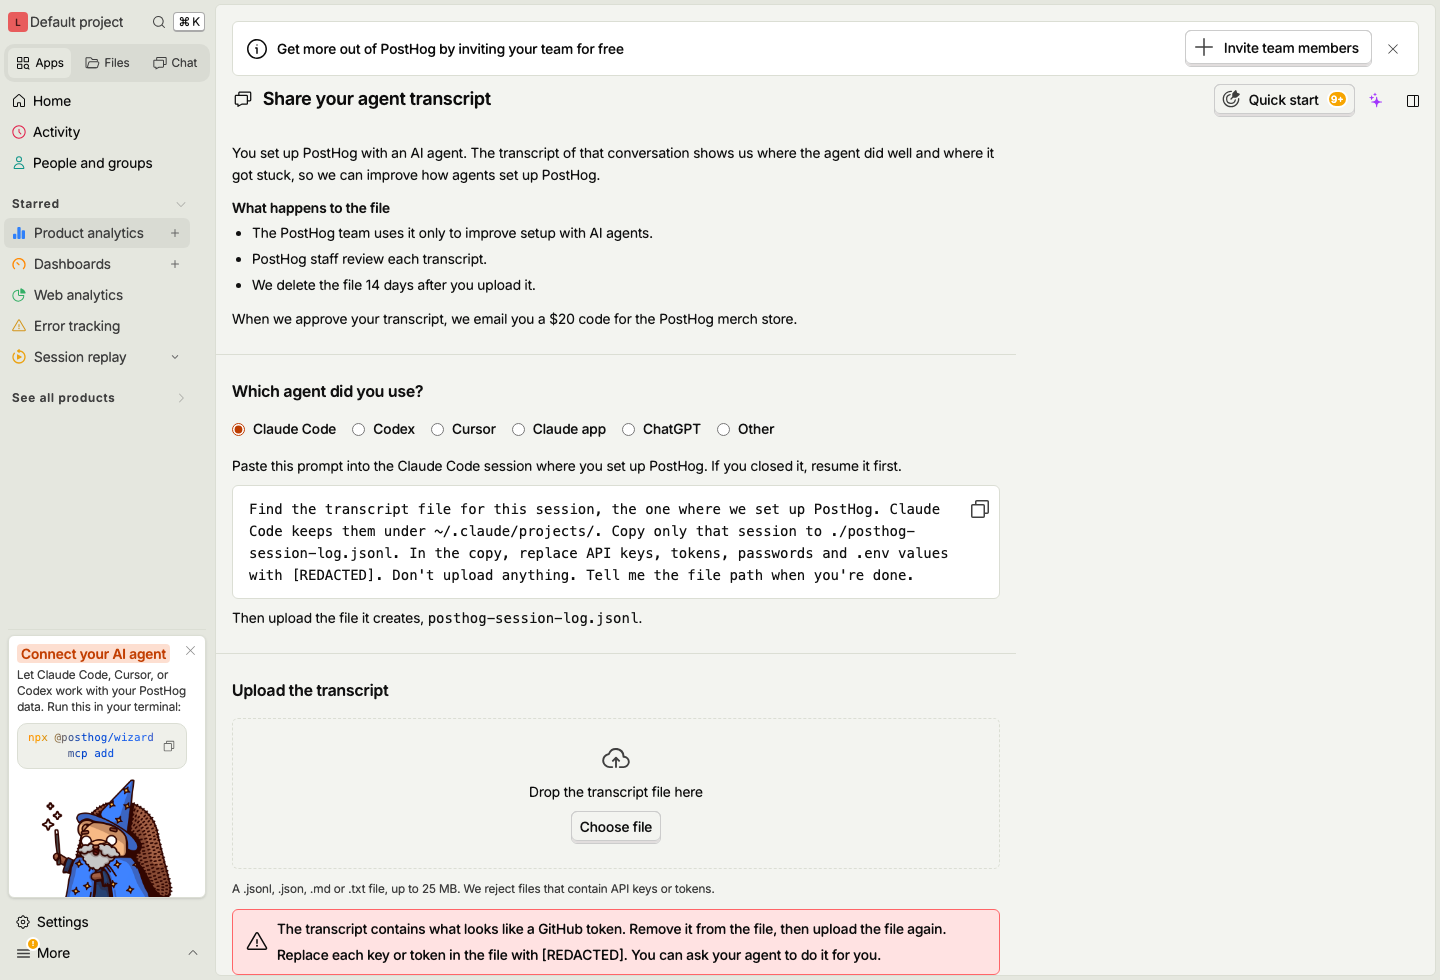 L Default project
⌘ K
Apps
Files
Chat
Home
Activity
People and groups
Starred
Product analytics
Dashboards
Web analytics
Error tracking
Session replay
See all products
Connect your AI agent
Let Claude Code, Cursor, or
Codex work with your PostHog
data. Run this in your terminal:
npx @posthog/wizard
mcp add
Settings
More
Get more out of PostHog by inviting your team for free
Invite team members
Share your agent transcript
Quick start 9+
You set up PostHog with an AI agent. The transcript of that conversation shows us where the agent did well and where it
got stuck, so we can improve how agents set up PostHog.
What happens to the file
• The PostHog team uses it only to improve setup with AI agents.
• PostHog staff review each transcript.
• We delete the file 14 days after you upload it.
When we approve your transcript, we email you a $20 code for the PostHog merch store.
Which agent did you use?
Claude Code
Codex
Cursor
Claude app
ChatGPT
Other
Paste this prompt into the Claude Code session where you set up PostHog. If you closed it, resume it first.
Find the transcript file for this session, the one where we set up PostHog. Claude
Code keeps them under ~/.claude/projects/. Copy only that session to ./posthog-
session-log.jsonl. In the copy, replace API keys, tokens, passwords and .env values
with [REDACTED]. Don't upload anything. Tell me the file path when you're done.
Then upload the file it creates, posthog-session-log.jsonl.
Upload the transcript
Drop the transcript file here
Choose file
A .jsonl, .json, .md or .txt file, up to 25 MB. We reject files that contain API keys or tokens.
The transcript contains what looks like a GitHub token. Remove it from the file, then upload the file again.
Replace each key or token in the file with [REDACTED]. You can ask your agent to do it for you.